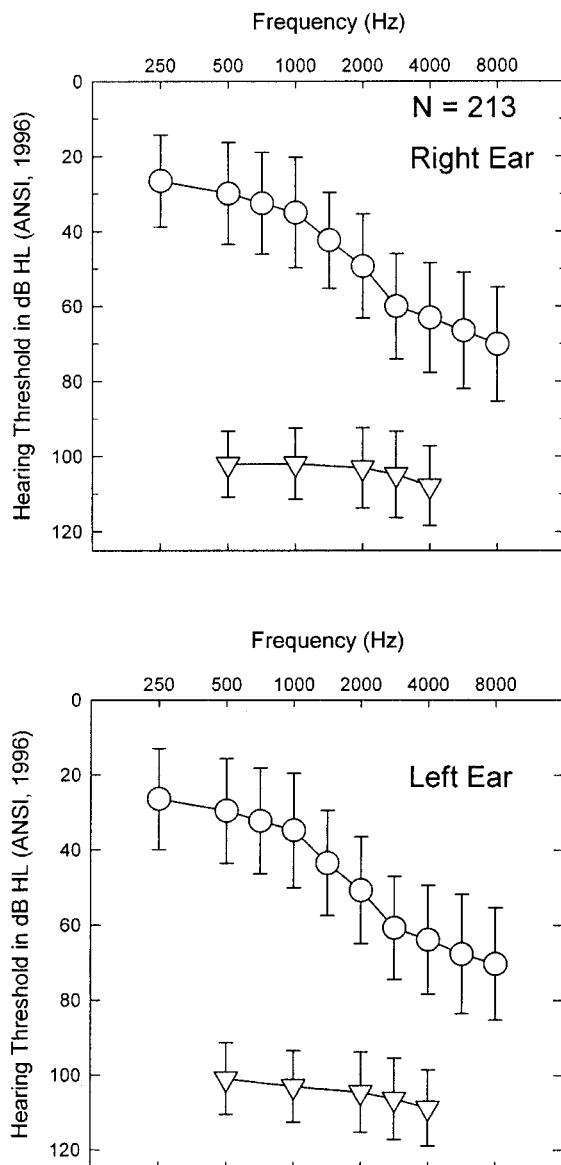 Frequency (Hz)
250 500 1000 2000 4000 8000
Hearing Threshold in dB HL (ANSI, 1996)
0
20
40
60
80
100
120
N = 213
Right Ear
Frequency (Hz)
250 500 1000 2000 4000 8000
Hearing Threshold in dB HL (ANSI, 1996)
0
20
40
60
80
100
120
Left Ear